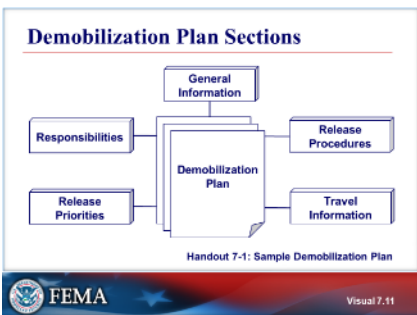 Demobilization Plan Sections
General
Information
Responsibilities
Release
Procedures
Demobilization
Plan
Release
Priorities
Travel
Information
Handout 7-1: Sample Demobilization Plan
FEMA
Visual 7.11